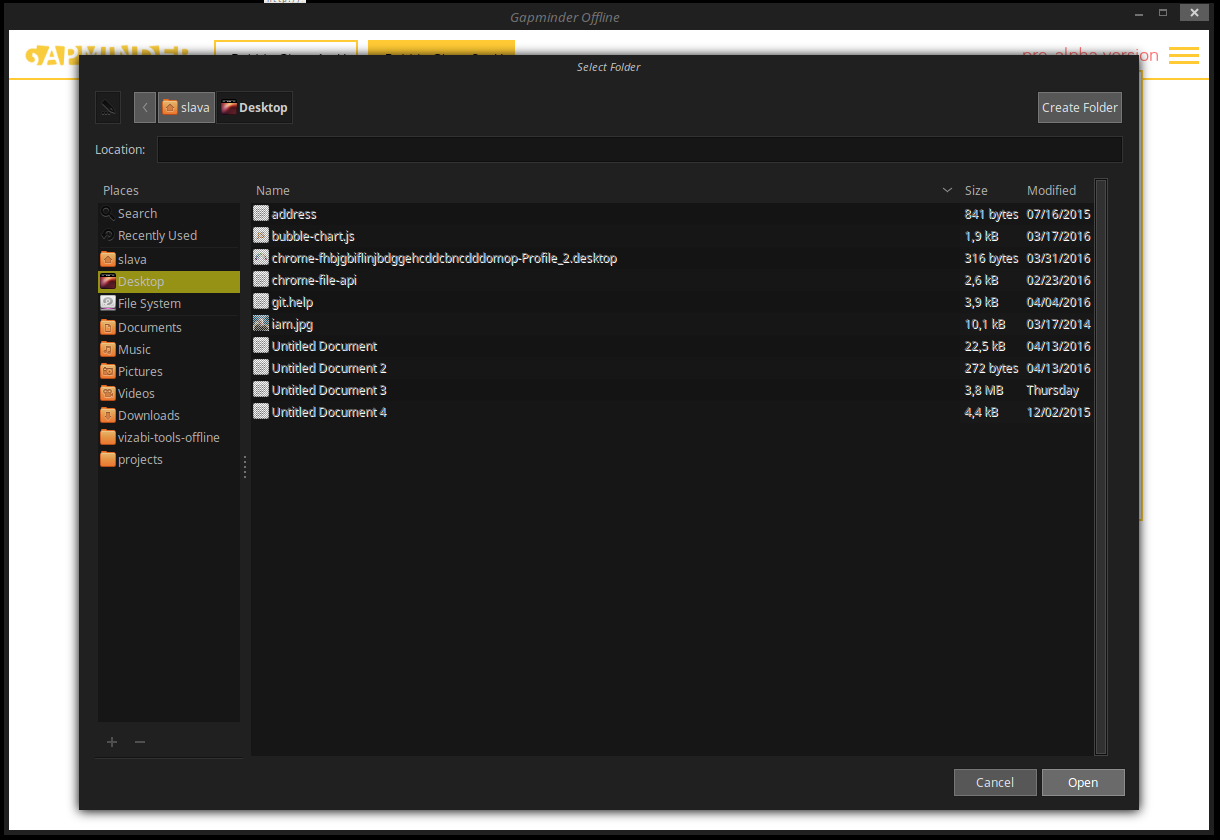 Gapminder Offline
GAPMINDER
pre-alpha version
Select Folder
slava
Desktop
Create Folder
Location:
Places
Name Size Modified
Search
Recently Used
slava
Desktop
File System
Documents
Music
Pictures
Videos
Downloads
vizabi-tools-offline
projects
address 841 bytes 07/16/2015
bubble-chart.js 1,9 kB 03/17/2016
chrome-fhbjgbiflinjbdggehcddcbncdddomop-Profile_2.desktop 316 bytes 03/31/2016
chrome-file-api 2,6 kB 02/23/2016
git.help 3,9 kB 04/04/2016
iam.jpg 10,1 kB 03/17/2014
Untitled Document 22,5 kB 04/13/2016
Untitled Document 2 272 bytes 04/13/2016
Untitled Document 3 3,8 MB Thursday
Untitled Document 4 4,4 kB 12/02/2015
Cancel
Open